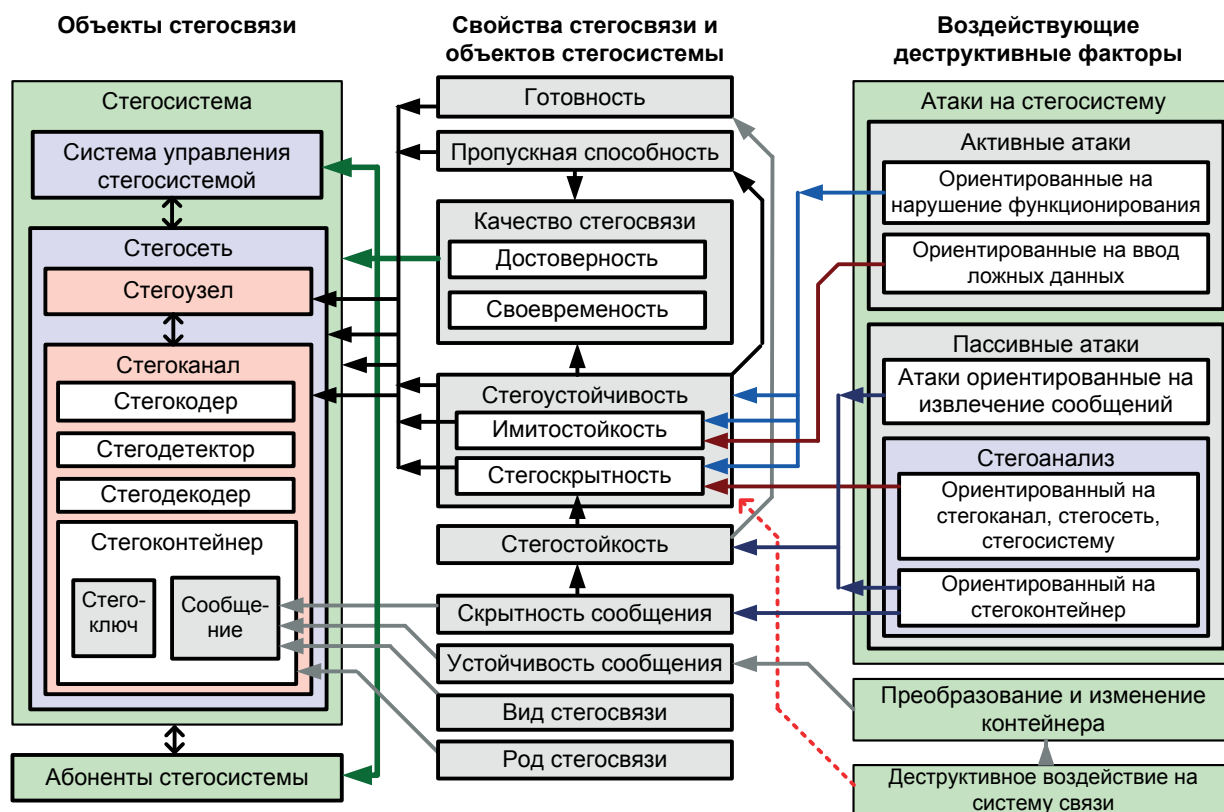 Объекты стегосвязи
Стегосистема
Система управления
стегосистемой
Стегосеть
Стегоузел
Стегоканал
Стегокодер
Стегодетектор
Стегодекодер
Стегоконтейнер
Стего-
ключ
Сообще-
ние
Абоненты стегосистемы
Свойства стегосвязи и
объектов стегосистемы
Готовность
Пропускная способность
Качество стегосвязи
Достоверность
Своевременость
Стегоустойчивость
Имитостойкость
Стегоскрытность
Стегостойкость
Скрытность сообщения
Устойчивость сообщения
Вид стегосвязи
Род стегосвязи
Воздействующие
деструктивные факторы
Атаки на стегосистему
Активные атаки
Ориентированные на
нарушение функционирования
Ориентированные на ввод
ложных данных
Пассивные атаки
Атаки ориентированные на
извлечение сообщений
Стегоанализ
Ориентированный на
стегоканал, стегосеть,
стегосистему
Ориентированный на
стегоконтейнер
Преобразование и изменение
контейнера
Деструктивное воздействие на
систему связи